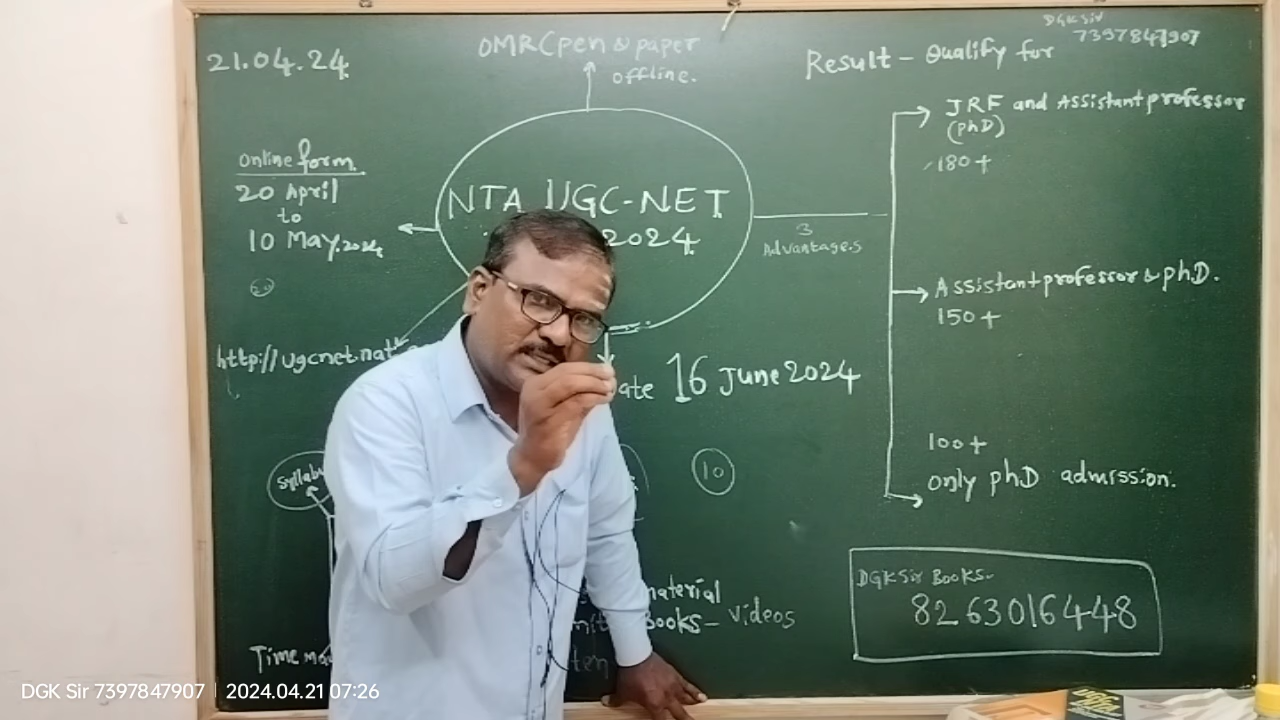 21.04.24
OMR(pen & paper
offline.
DGK Sir
7397847907
Result - Qualify for
JRF and Assistant professor
(phD)
180+
online form
20 April
to
10 May.2024
NTA UGC-NET
2024
3
Advantages
Assistant professor & phD.
150+
http://ugcnet.nat
16 June 2024
10
100+
only phD admission.
DGK Sir Books-
8263016448
material
Books - videos
Time
DGK Sir 7397847907 | 2024.04.21 07:26